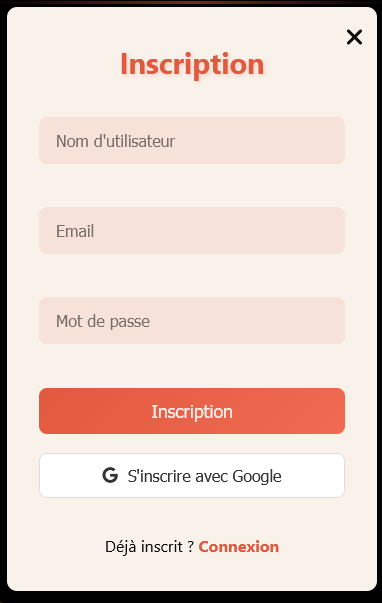 Inscription
Nom d'utilisateur
Email
Mot de passe
Inscription
S'inscrire avec Google
Déjà inscrit ? Connexion